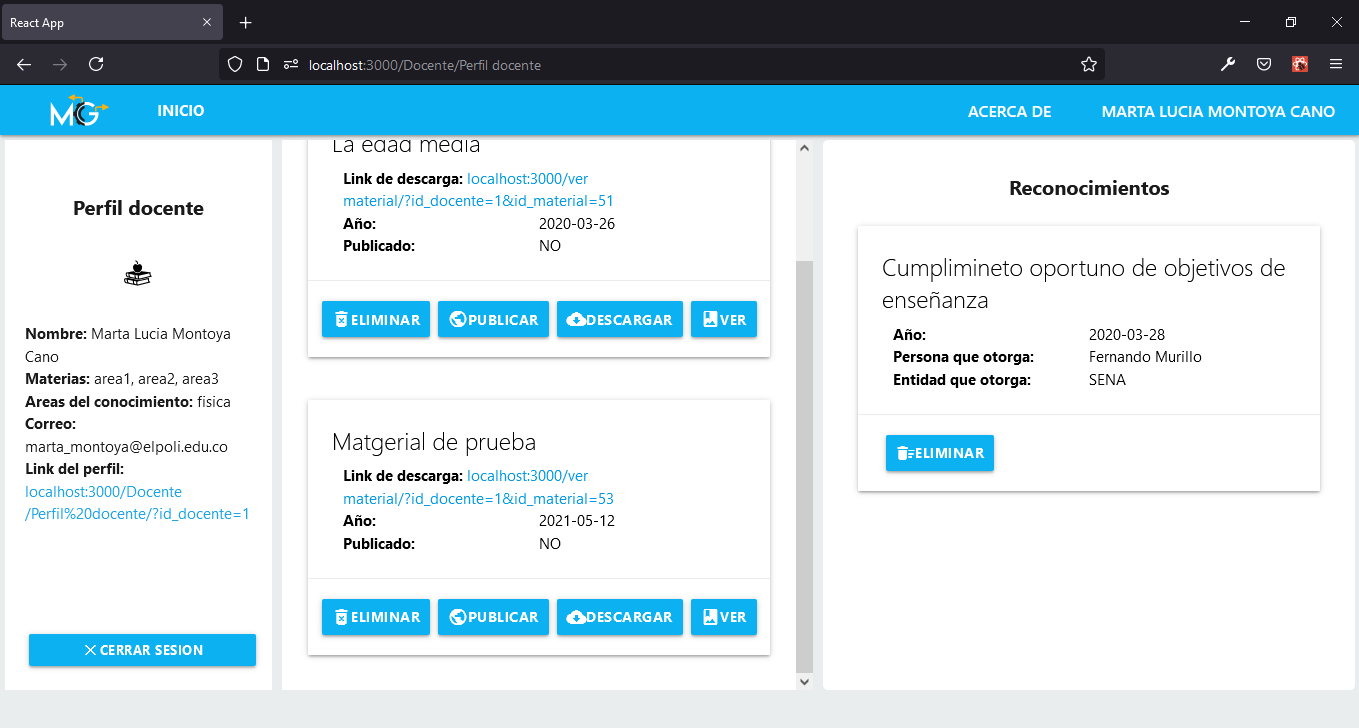 React App
localhost:3000/Docente/Perfil docente
MG
INICIO
ACERCA DE
MARTA LUCIA MONTOYA CANO
Perfil docente
Nombre: Marta Lucia Montoya
Cano
Materias: area1, area2, area3
Areas del conocimiento: física
Correo:
marta_montoya@elpoli.edu.co
Link del perfil:
localhost:3000/Docente
/Perfil%20docente/?id_docente=1
CERRAR SESION
La edad media
Link de descarga: localhost:3000/ver
material/?id_docente=1&id_material=51
Año: 2020-03-26
Publicado: NO
ELIMINAR PUBLICAR DESCARGAR VER
Matgerial de prueba
Link de descarga: localhost:3000/ver
material/?id_docente=1&id_material=53
Año: 2021-05-12
Publicado: NO
ELIMINAR PUBLICAR DESCARGAR VER
Reconocimientos
Cumplimineto oportuno de objetivos de
enseñanza
Año: 2020-03-28
Persona que otorga: Fernando Murillo
Entidad que otorga: SENA
ELIMINAR